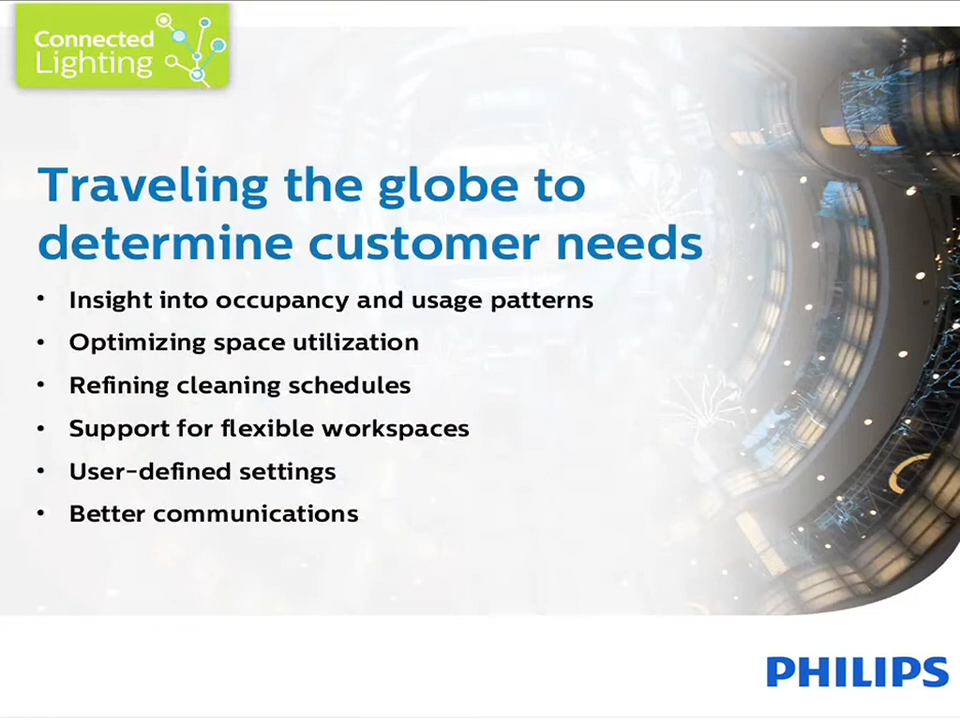 Connected
Lighting
Traveling the globe to
determine customer needs
• Insight into occupancy and usage patterns
• Optimizing space utilization
• Refining cleaning schedules
• Support for flexible workspaces
• User-defined settings
• Better communications
PHILIPS